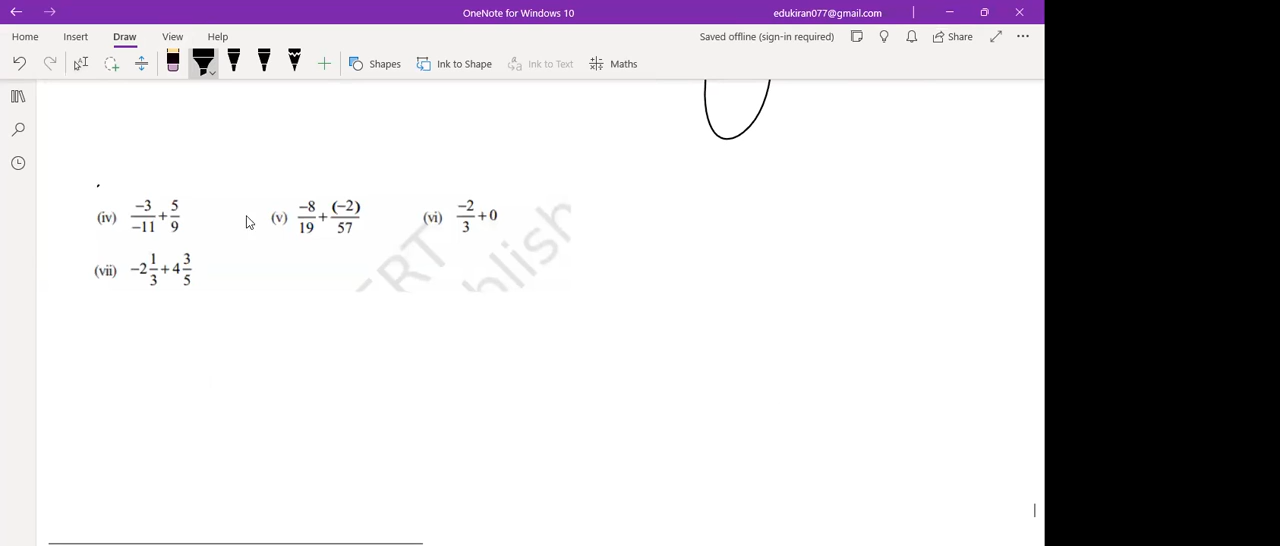 OneNote for Windows 10
edukiran077@gmail.com
Home Insert Draw View Help
Saved offline (sign-in required) Share
Shapes Ink to Shape Ink to Text Maths
(iv) -3/-11 + 5/9 (v) -8/19 + (-2)/57 (vi) -2/3 + 0
(vii) -2 1/3 + 4 3/5